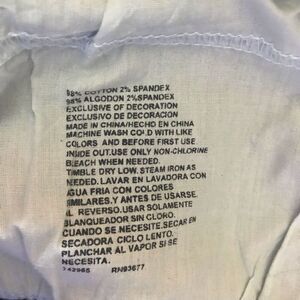 98% COTTON 2% SPANDEX
98% ALGODON 2%SPANDEX
EXCLUSIVE OF DECORATION
EXCLUSIVO DE DECORACION
MADE IN CHINA/HECHO EN CHINA
MACHINE WASH COLD WITH LIKE
COLORS AND BEFORE FIRST USE
INSIDE OUT.USE ONLY NON-CHLORINE
BLEACH WHEN NEEDED.
TIMBLE DRY LOW. STEAM IRON AS
NEEDED. LAVAR EN LAVADORA CON
AGUA FRIA CON COLORES
SIMILARES.Y ANTES DE USARSE.
AL REVERSO.USAR SOLAMENTE
BLANQUEADOR SIN CLORO.
CUANDO SE NECESITE.SECAR EN
SECADORA CICLO LENTO.
PLANCHAR AL VAPOR SI SE
NECESITA.
RN93677